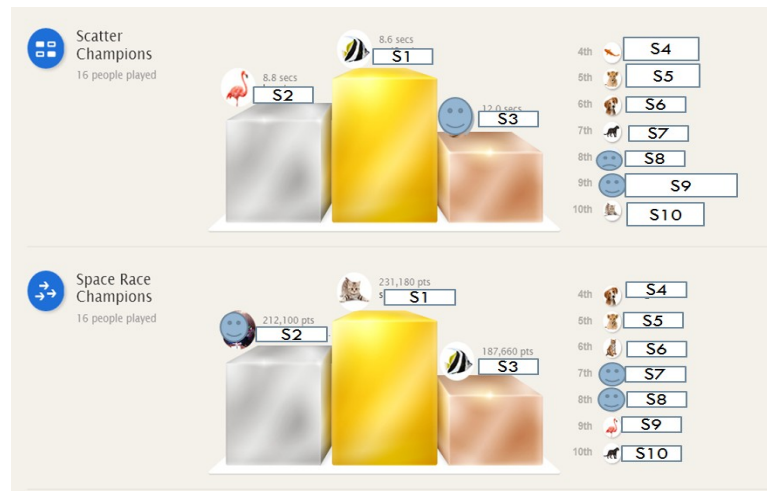 Scatter
Champions
16 people played
8.6 secs
S1
8.8 secs
S2
12.0 secs
S3
4th S4
5th S5
6th S6
7th S7
8th S8
9th S9
10th S10
Space Race
Champions
16 people played
231,180 pts
S1
212,100 pts
S2
187,660 pts
S3
4th S4
5th S5
6th S6
7th S7
8th S8
9th S9
10th S10